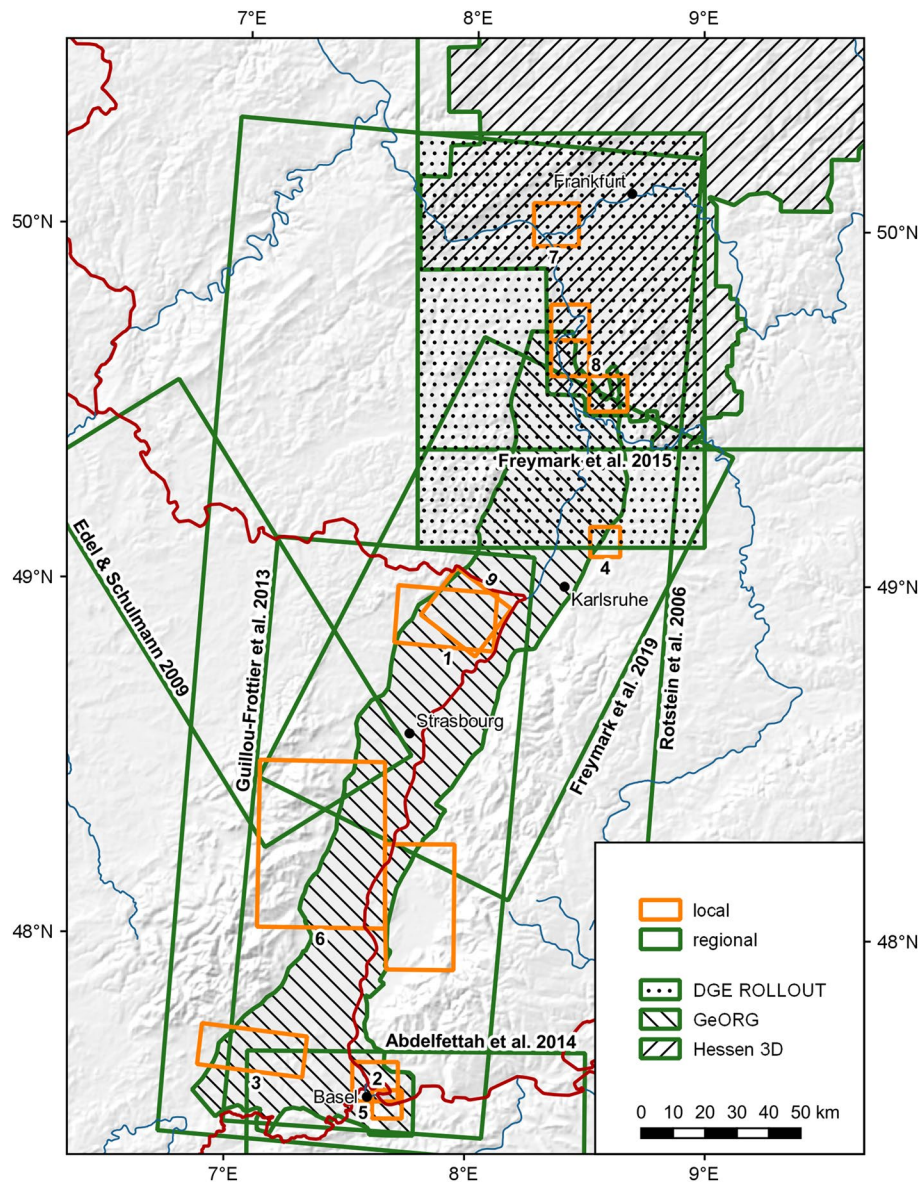 7°E 8°E 9°E
Frankfurt
50°N 50°N
7
8
Freymark et al. 2015
Edel & Schulmann 2009
49°N 49°N
4
9
Karlsruhe
Guillou-Frottier et al. 2013
1
Rotstein et al. 2006
Freymark et al. 2019
Strasbourg
local
regional
48°N 48°N
6
DGE ROLLOUT
GeORG
Hessen 3D
Abdelfettah et al. 2014
2
3
Basel
5
0 10 20 30 40 50 km
7°E 8°E 9°E